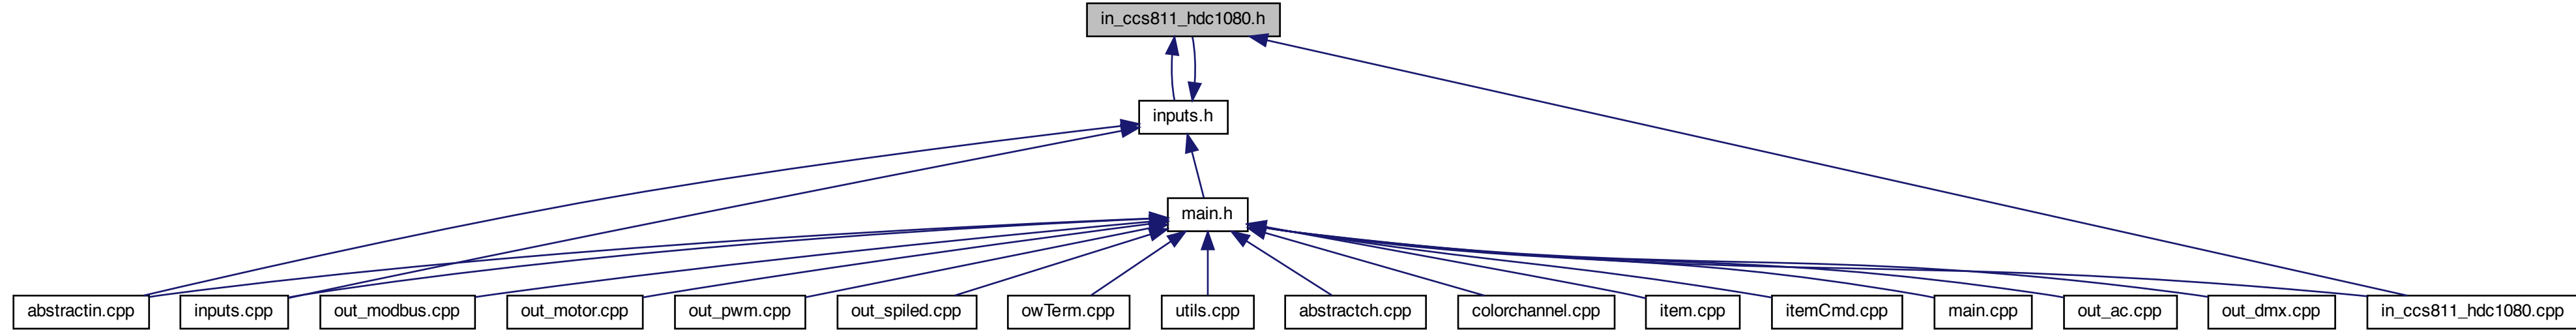 in_ccs811_hdc1080.h
inputs.h
main.h
abstractin.cpp
inputs.cpp
out_modbus.cpp
out_motor.cpp
out_pwm.cpp
out_spiled.cpp
owTerm.cpp
utils.cpp
abstractch.cpp
colorchannel.cpp
item.cpp
itemCmd.cpp
main.cpp
out_ac.cpp
out_dmx.cpp
in_ccs811_hdc1080.cpp